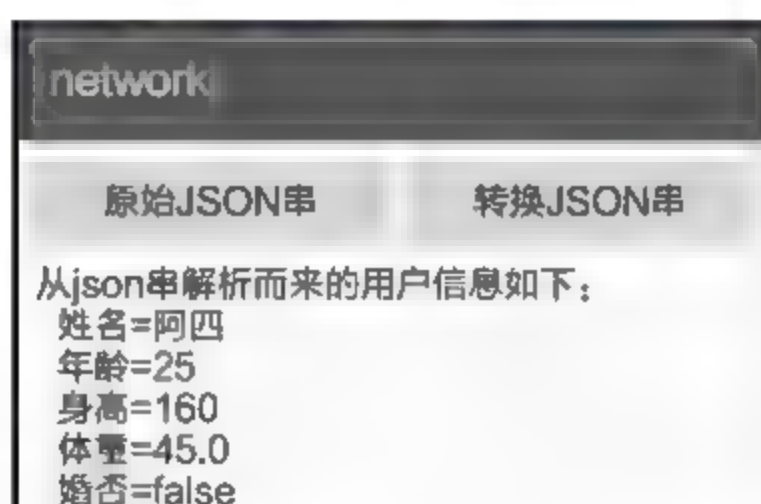 network
原始JSON串 转换JSON串
从json串解析而来的用户信息如下：
姓名=阿四
年龄=25
身高=160
体重=45.0
婚否=false